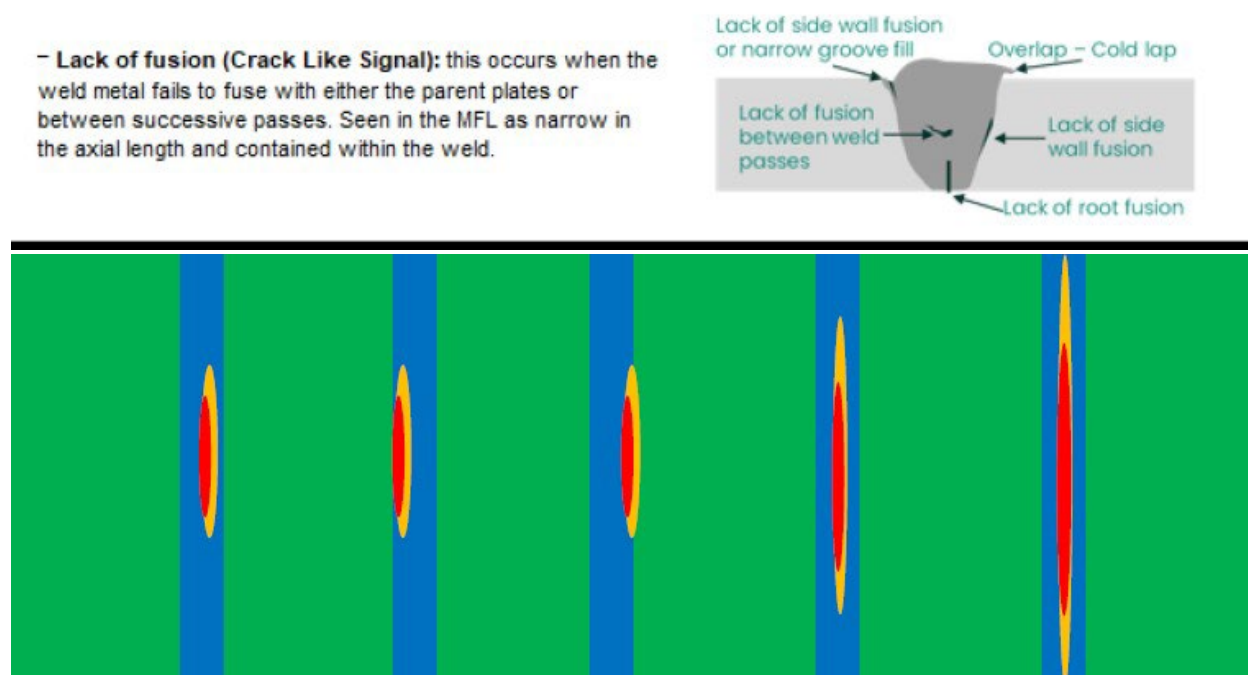 – Lack of fusion (Crack Like Signal): this occurs when the
weld metal fails to fuse with either the parent plates or
between successive passes. Seen in the MFL as narrow in
the axial length and contained within the weld.
Lack of side wall fusion
or narrow groove fill
Overlap – Cold lap
Lack of fusion
between weld
passes
Lack of side
wall fusion
Lack of root fusion